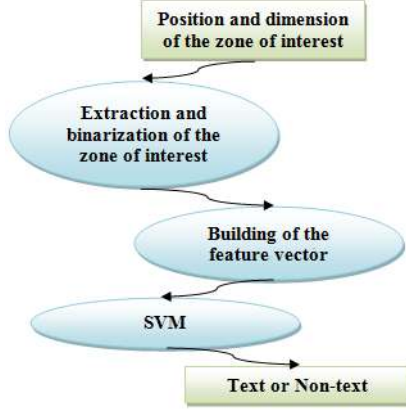 Position and dimension
of the zone of interest
Extraction and
binarization of the
zone of interest
Building of the
feature vector
SVM
Text or Non-text